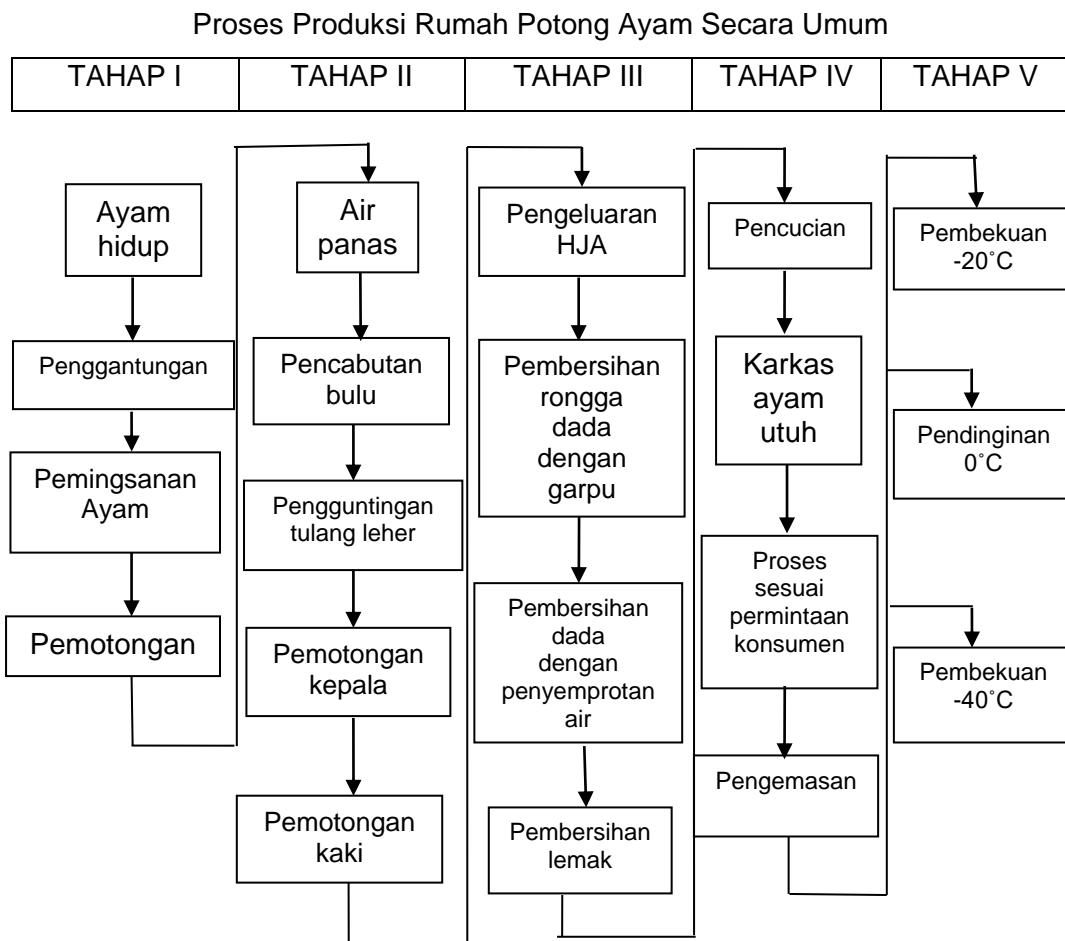 Proses Produksi Rumah Potong Ayam Secara Umum
TAHAP I
TAHAP II
TAHAP III
TAHAP IV
TAHAP V
Ayam
hidup
Penggantungan
Pemingsanan
Ayam
Pemotongan
Air
panas
Pencabutan
bulu
Pengguntingan
tulang leher
Pemotongan
kepala
Pemotongan
kaki
Pengeluaran
HJA
Pembersihan
rongga
dada
dengan
garpu
Pembersihan
dada
dengan
penyemprotan
air
Pembersihan
lemak
Pencucian
Karkas
ayam
utuh
Proses
sesuai
permintaan
konsumen
Pengemasan
Pembekuan
-20˚C
Pendinginan
0˚C
Pembekuan
-40˚C